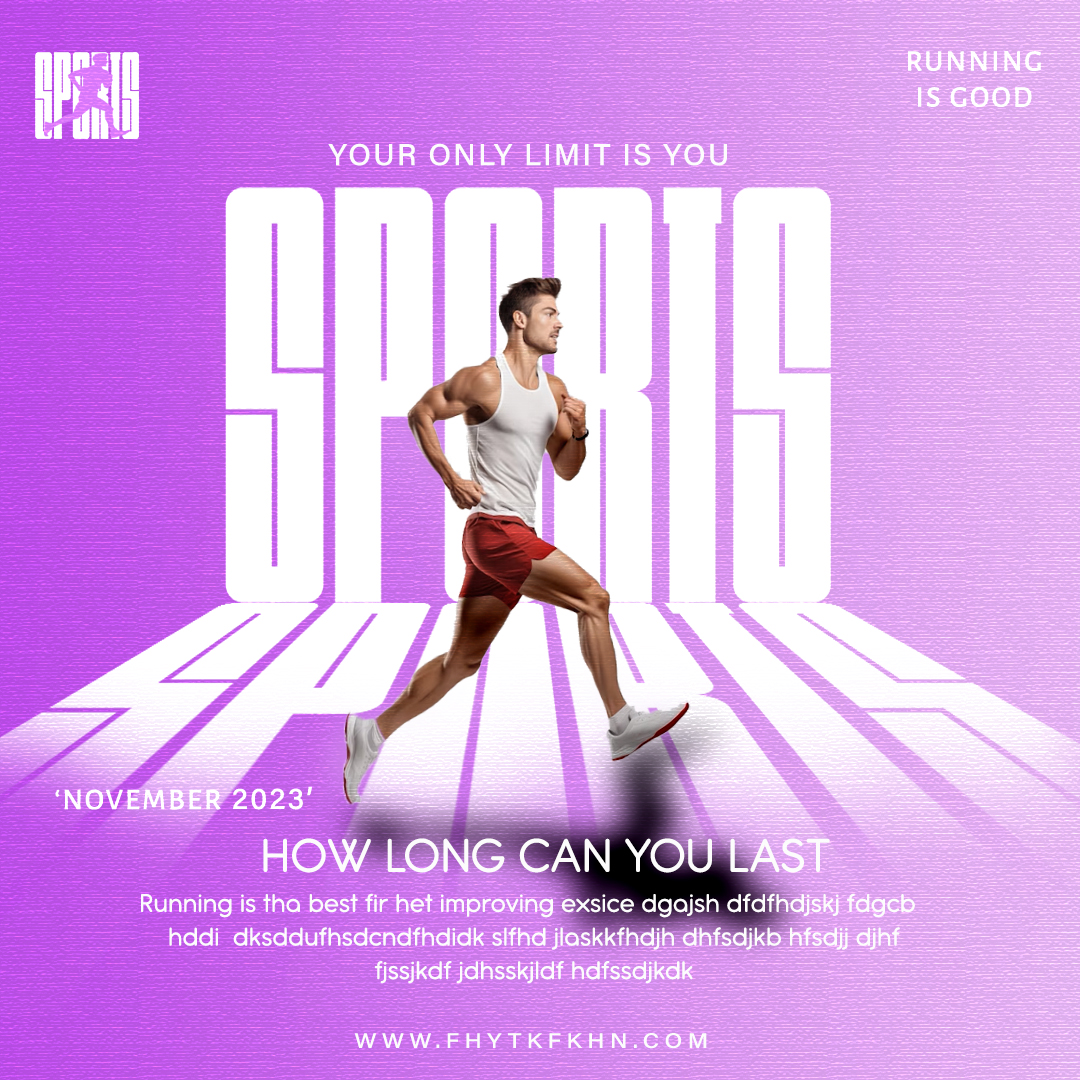 SPORTS
RUNNING
IS GOOD
YOUR ONLY LIMIT IS YOU
SPORTS
SPORTS
‘NOVEMBER 2023’
HOW LONG CAN YOU LAST
Running is tha best fir het improving exsice dgajsh dfdfhdjskj fdgcb
hddi dksddufhsdcndfhdidk slfhd jlaskkfhdjh dhfsdjkb hfsdjj djhf
fjssjkdf jdhsskjldf hdfssdjkdk
WWW.FHYTKFKHN.COM